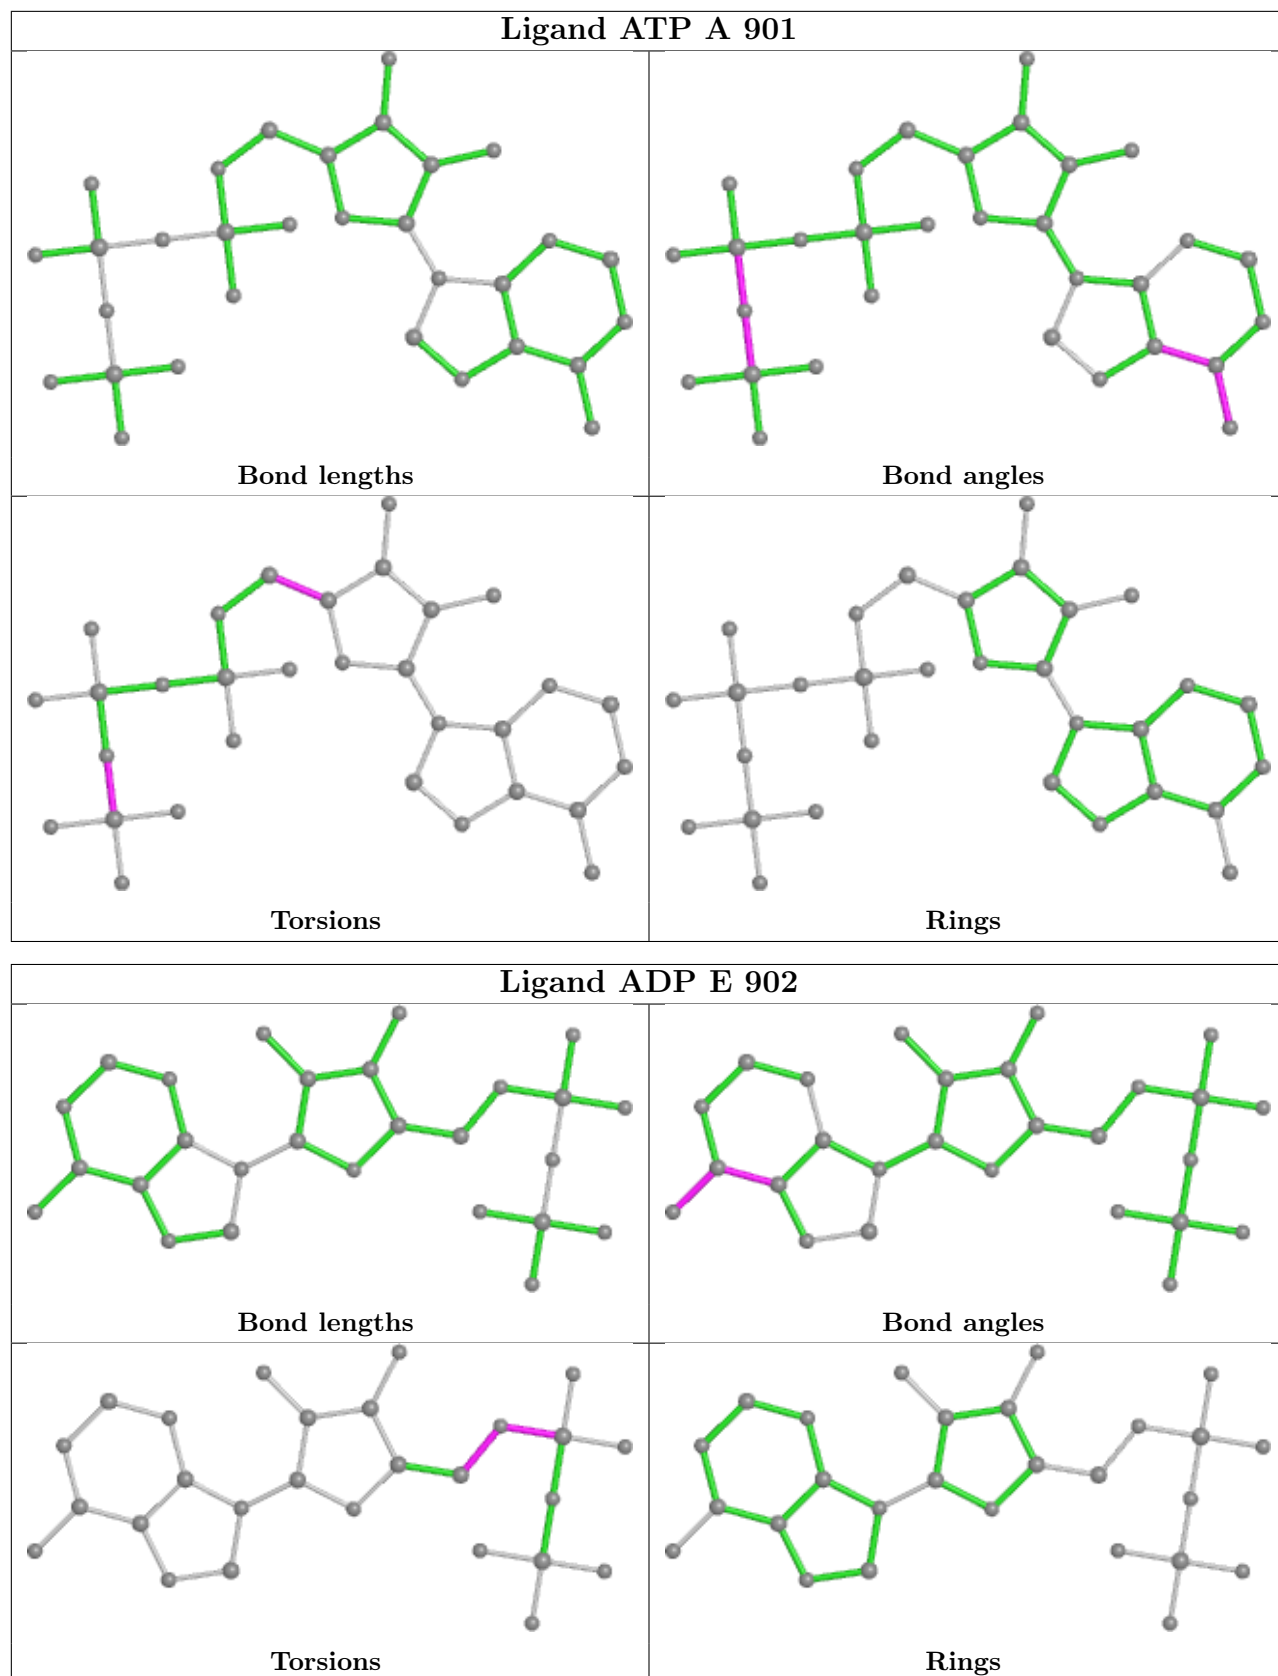 Ligand ATP A 901
Bond lengths
Bond angles
Torsions
Rings
Ligand ADP E 902
Bond lengths
Bond angles
Torsions
Rings